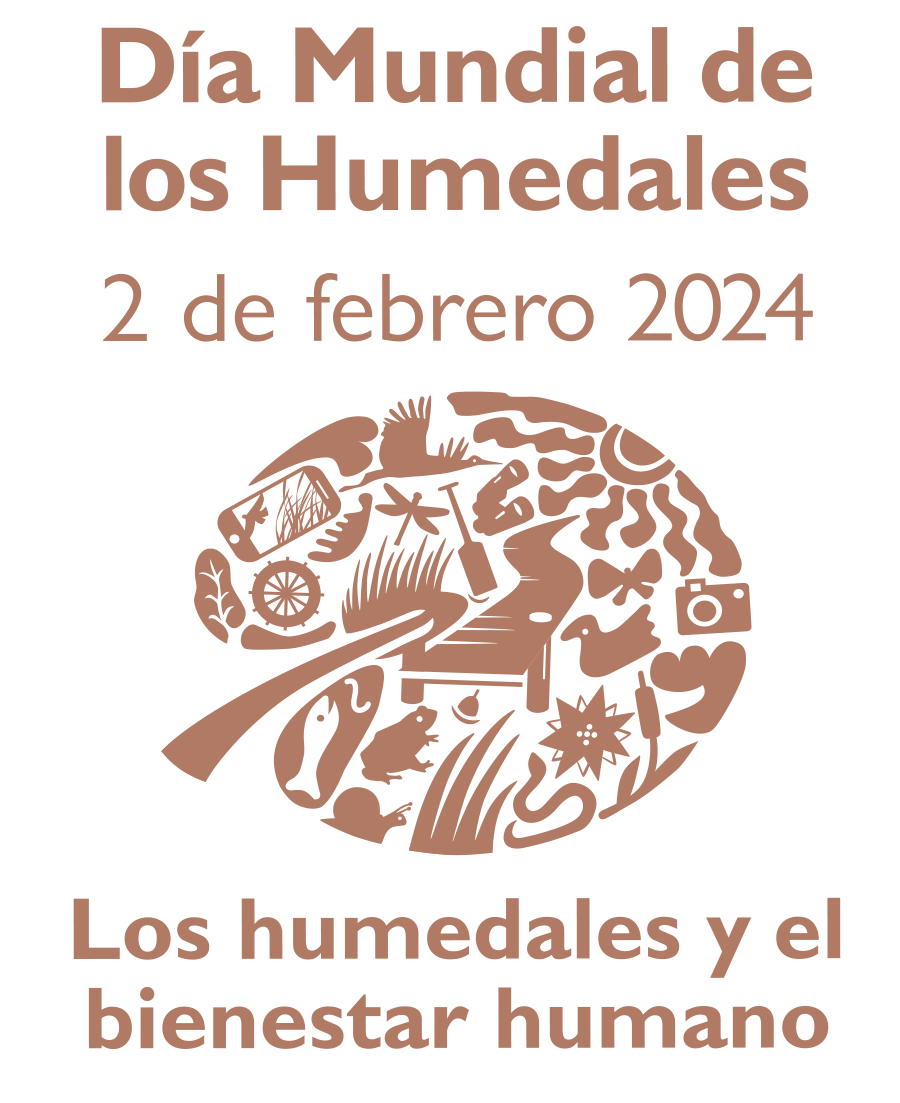 Día Mundial de
los Humedales
2 de febrero 2024
Los humedales y el
bienestar humano